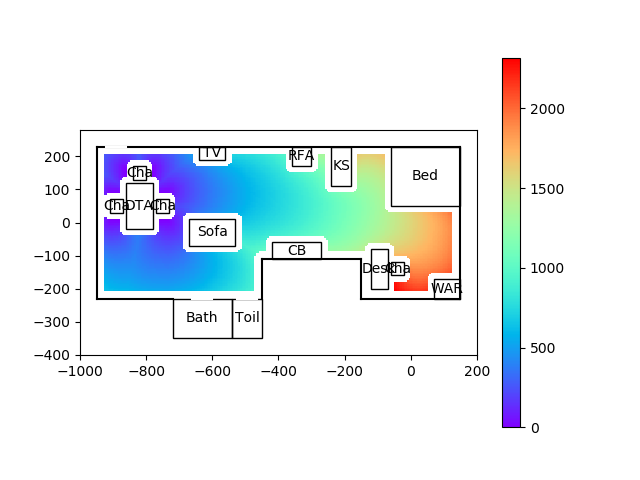 TV
RFA
KS
Bed
Cha
Cha
DTA
Cha
Sofa
CB
Desk
Cha
WAR
Bath
Toil
200
100
0
−100
−200
−300
−400
−1000
−800
−600
−400
−200
0
200
2000
1500
1000
500
0